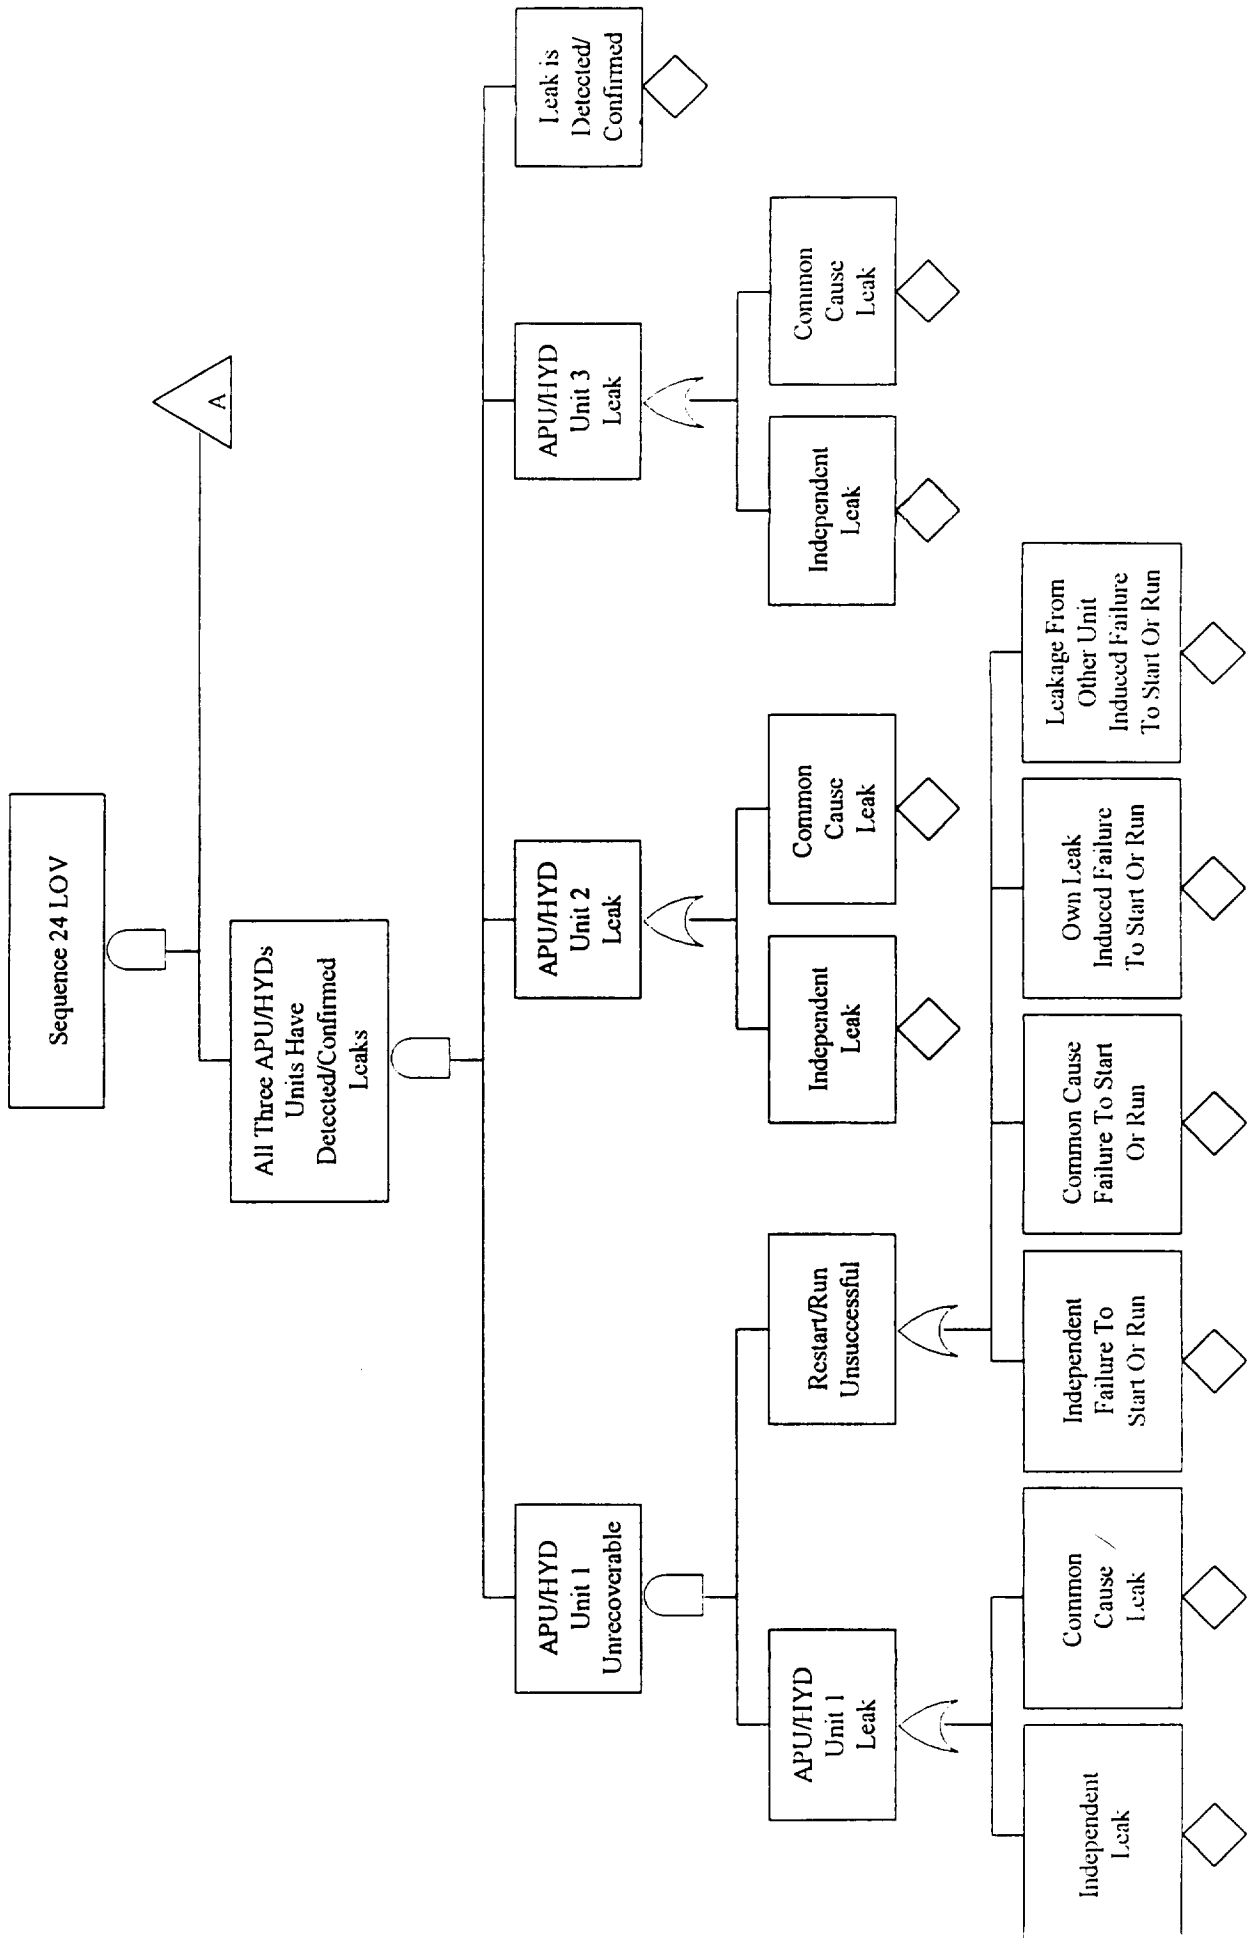 Sequence 24 LOV
A
All Three APU/HYDs
Units Have
Detected/Confirmed
Leaks
APU/HYD
Unit 1
Unrecoverable
APU/HYD
Unit 2
Leak
APU/HYD
Unit 3
Leak
Leak is
Detected/
Confirmed
APU/HYD
Unit 1
Leak
Restart/Run
Unsuccessful
Independent
Leak
Common
Cause
Leak
Independent
Leak
Common
Cause
Leak
Independent
Leak
Common
Cause
Leak
Independent
Failure To
Start Or Run
Common Cause
Failure To Start
Or Run
Own Leak
Induced Failure
To Start Or Run
Leakage From
Other Unit
Induced Failure
To Start Or Run